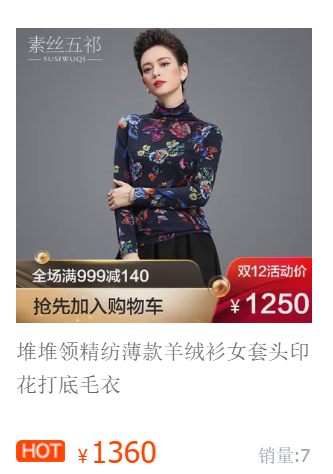 素丝五祁
SUSIWUQI
全场满999减140
双12活动价
抢先加入购物车
¥1250
堆堆领精纺薄款羊绒衫女套头印
花打底毛衣
HOT ¥1360 销量:7